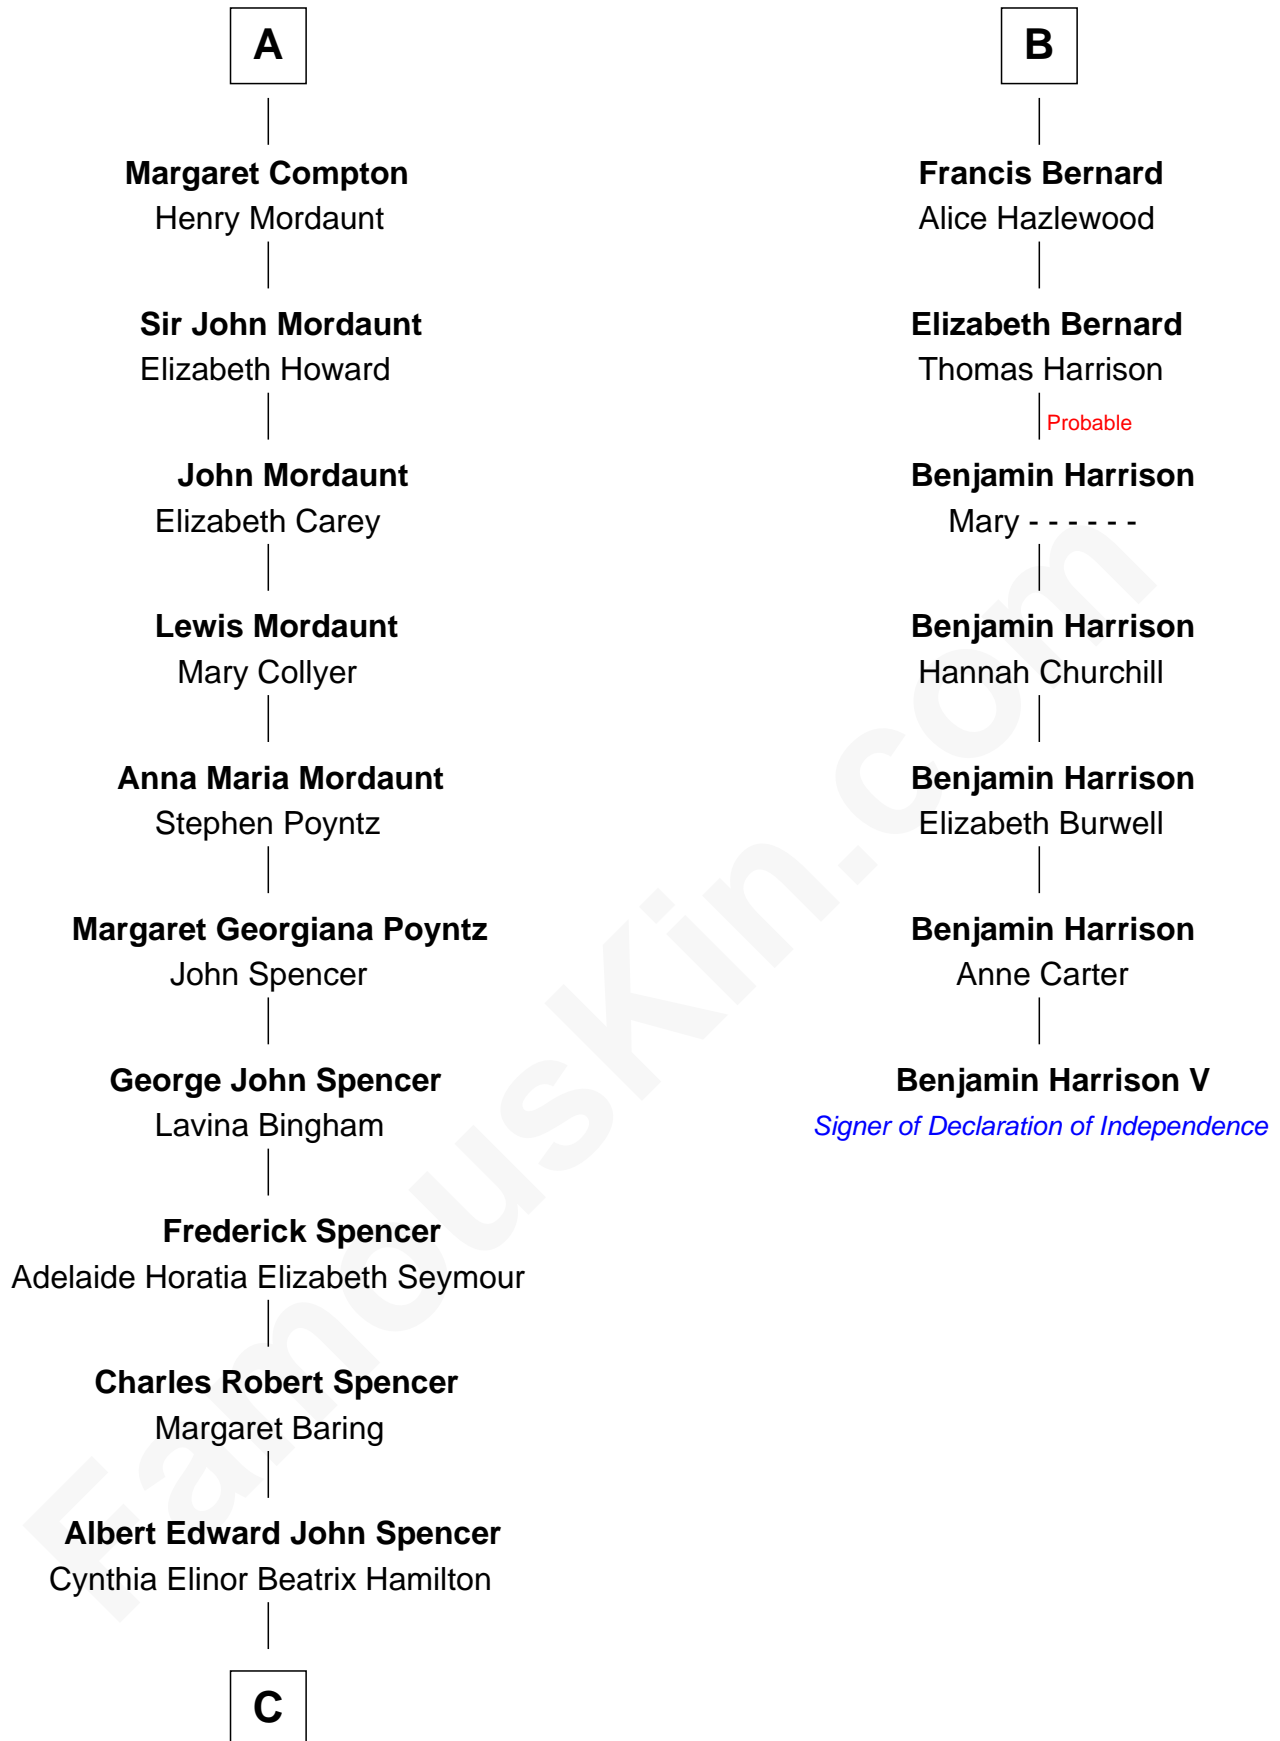 A
Margaret Compton
Henry Mordaunt
Sir John Mordaunt
Elizabeth Howard
John Mordaunt
Elizabeth Carey
Lewis Mordaunt
Mary Collyer
Anna Maria Mordaunt
Stephen Poyntz
Margaret Georgiana Poyntz
John Spencer
George John Spencer
Lavina Bingham
Frederick Spencer
Adelaide Horatia Elizabeth Seymour
Charles Robert Spencer
Margaret Baring
Albert Edward John Spencer
Cynthia Elinor Beatrix Hamilton
C
B
Francis Bernard
Alice Hazlewood
Elizabeth Bernard
Thomas Harrison
Probable
Benjamin Harrison
Mary - - - - - -
Benjamin Harrison
Hannah Churchill
Benjamin Harrison
Elizabeth Burwell
Benjamin Harrison
Anne Carter
Benjamin Harrison V
Signer of Declaration of Independence
FamousKin.com